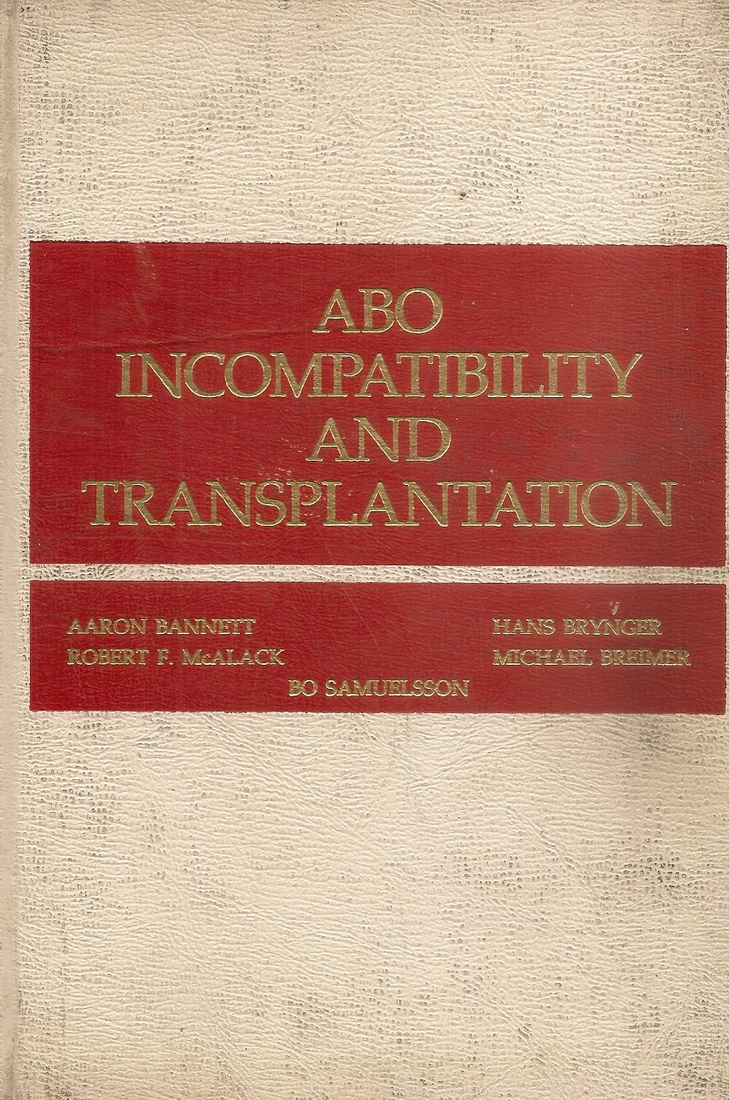 ABO
INCOMPATIBILITY
AND
TRANSPLANTATION
AARON BANNETT
HANS BRYNGER
ROBERT F. McALACK
MICHAEL BREIMER
BO SAMUELSSON